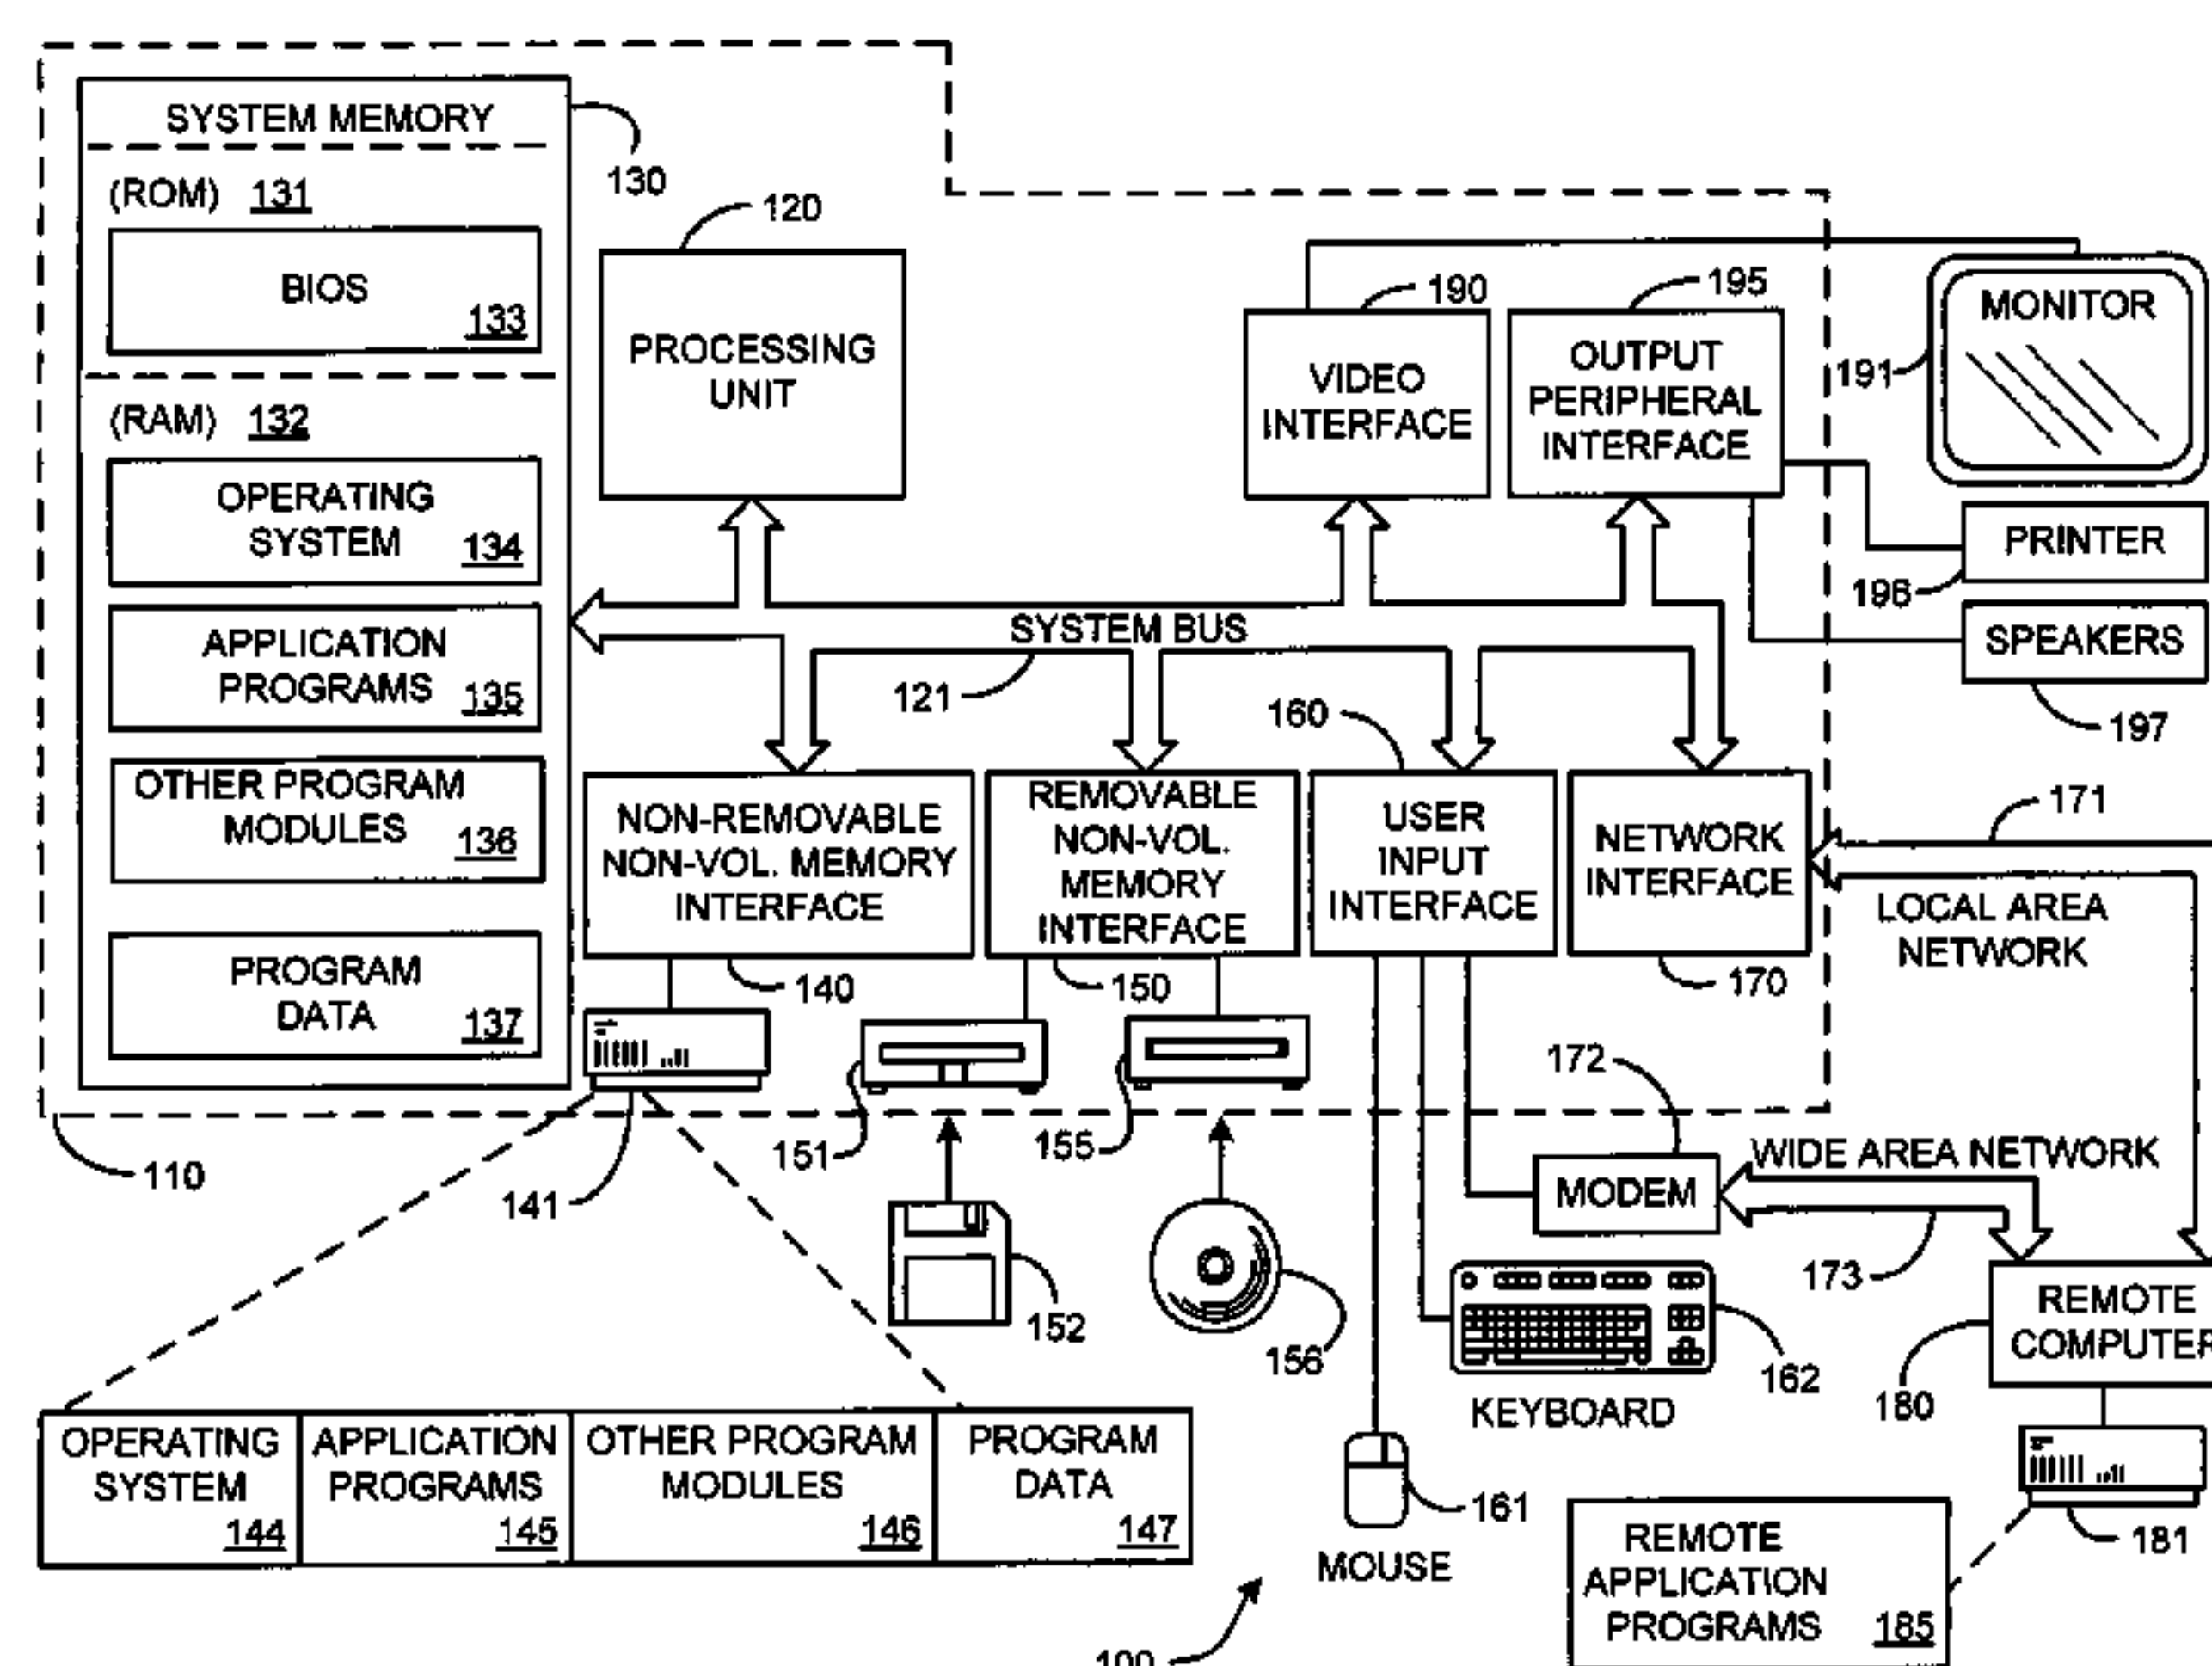 SYSTEM MEMORY
130
(ROM) 131
BIOS
133
(RAM) 132
OPERATING
SYSTEM 134
APPLICATION
PROGRAMS 135
OTHER PROGRAM
MODULES 136
PROGRAM
DATA 137
120
PROCESSING
UNIT
190
VIDEO
INTERFACE
195
OUTPUT
PERIPHERAL
INTERFACE
MONITOR
191
PRINTER
196
SPEAKERS
197
SYSTEM BUS
121
NON-REMOVABLE
NON-VOL. MEMORY
INTERFACE
140
REMOVABLE
NON-VOL.
MEMORY
INTERFACE
150
160
USER
INPUT
INTERFACE
NETWORK
INTERFACE
170
171
LOCAL AREA
NETWORK
110
141
151
152
155
156
172
MODEM
WIDE AREA NETWORK
173
162
KEYBOARD
161
MOUSE
REMOTE
COMPUTER
180
181
REMOTE
APPLICATION
PROGRAMS 185
OPERATING
SYSTEM
144
APPLICATION
PROGRAMS
145
OTHER PROGRAM
MODULES
146
PROGRAM
DATA
147
100